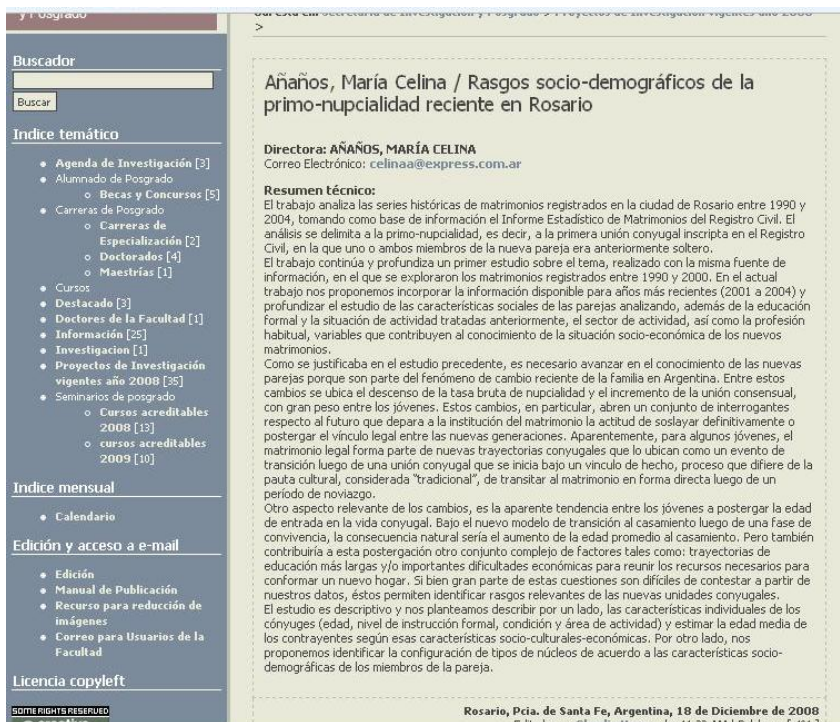 y Posgrado
Buscador
Buscar
Indice temático
Agenda de Investigación [3]
Alumnado de Posgrado
Becas y Concursos [5]
Carreras de Posgrado
Carreras de
Especialización [2]
Doctorados [4]
Maestrías [1]
Cursos
Destacado [3]
Doctores de la Facultad [1]
Información [25]
Investigacion [1]
Proyectos de Investigación
vigentes año 2008 [35]
Seminarios de posgrado
Cursos acreditables
2008 [13]
cursos acreditables
2009 [10]
Indice mensual
Calendario
Edición y acceso a e-mail
Edición
Manual de Publicación
Recurso para reducción de
imágenes
Correo para Usuarios de la
Facultad
Licencia copyleft
SOME RIGHTS RESERVED
>
Añaños, María Celina / Rasgos socio-demográficos de la
primo-nupcialidad reciente en Rosario
Directora: AÑAÑOS, MARÍA CELINA
Correo Electrónico: celinaa@express.com.ar
Resumen técnico:
El trabajo analiza las series históricas de matrimonios registrados en la ciudad de Rosario entre 1990 y
2004, tomando como base de información el Informe Estadístico de Matrimonios del Registro Civil. El
análisis se delimita a la primo-nupcialidad, es decir, a la primera unión conyugal inscripta en el Registro
Civil, en la que uno o ambos miembros de la nueva pareja era anteriormente soltero.
El trabajo continúa y profundiza un primer estudio sobre el tema, realizado con la misma fuente de
información, en el que se exploraron los matrimonios registrados entre 1990 y 2000. En el actual
trabajo nos proponemos incorporar la información disponible para años más recientes (2001 a 2004) y
profundizar el estudio de las características sociales de las parejas analizando, además de la educación
formal y la situación de actividad tratadas anteriormente, el sector de actividad, así como la profesión
habitual, variables que contribuyen al conocimiento de la situación socio-económica de los nuevos
matrimonios.
Como se justificaba en el estudio precedente, es necesario avanzar en el conocimiento de las nuevas
parejas porque son parte del fenómeno de cambio reciente de la familia en Argentina. Entre estos
cambios se ubica el descenso de la tasa bruta de nupcialidad y el incremento de la unión consensual,
con gran peso entre los jóvenes. Estos cambios, en particular, abren un conjunto de interrogantes
respecto al futuro que depara a la institución del matrimonio la actitud de soslayar definitivamente o
postergar el vínculo legal entre las nuevas generaciones. Aparentemente, para algunos jóvenes, el
matrimonio legal forma parte de nuevas trayectorias conyugales que lo ubican como un evento de
transición luego de una unión conyugal que se inicia bajo un vinculo de hecho, proceso que difiere de la
pauta cultural, considerada "tradicional", de transitar al matrimonio en forma directa luego de un
período de noviazgo.
Otro aspecto relevante de los cambios, es la aparente tendencia entre los jóvenes a postergar la edad
de entrada en la vida conyugal. Bajo el nuevo modelo de transición al casamiento luego de una fase de
convivencia, la consecuencia natural sería el aumento de la edad promedio al casamiento. Pero también
contribuiría a esta postergación otro conjunto complejo de factores tales como: trayectorias de
educación más largas y/o importantes dificultades económicas para reunir los recursos necesarios para
conformar un nuevo hogar. Si bien gran parte de estas cuestiones son difíciles de contestar a partir de
nuestros datos, éstos permiten identificar rasgos relevantes de las nuevas unidades conyugales.
El estudio es descriptivo y nos planteamos describir por un lado, las características individuales de los
cónyuges (edad, nivel de instrucción formal, condición y área de actividad) y estimar la edad media de
los contrayentes según esas características socio-culturales-económicas. Por otro lado, nos
proponemos identificar la configuración de tipos de núcleos de acuerdo a las características socio-
demográficas de los miembros de la pareja.
Rosario, Pcia. de Santa Fe, Argentina, 18 de Diciembre de 2008